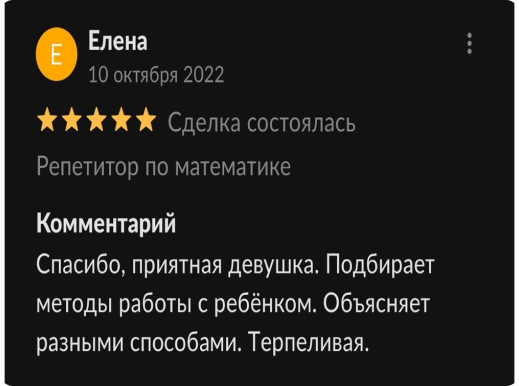 Е
Елена
10 октября 2022
Сделка состоялась
Репетитор по математике
Комментарий
Спасибо, приятная девушка. Подбирает
методы работы с ребёнком. Объясняет
разными способами. Терпеливая.